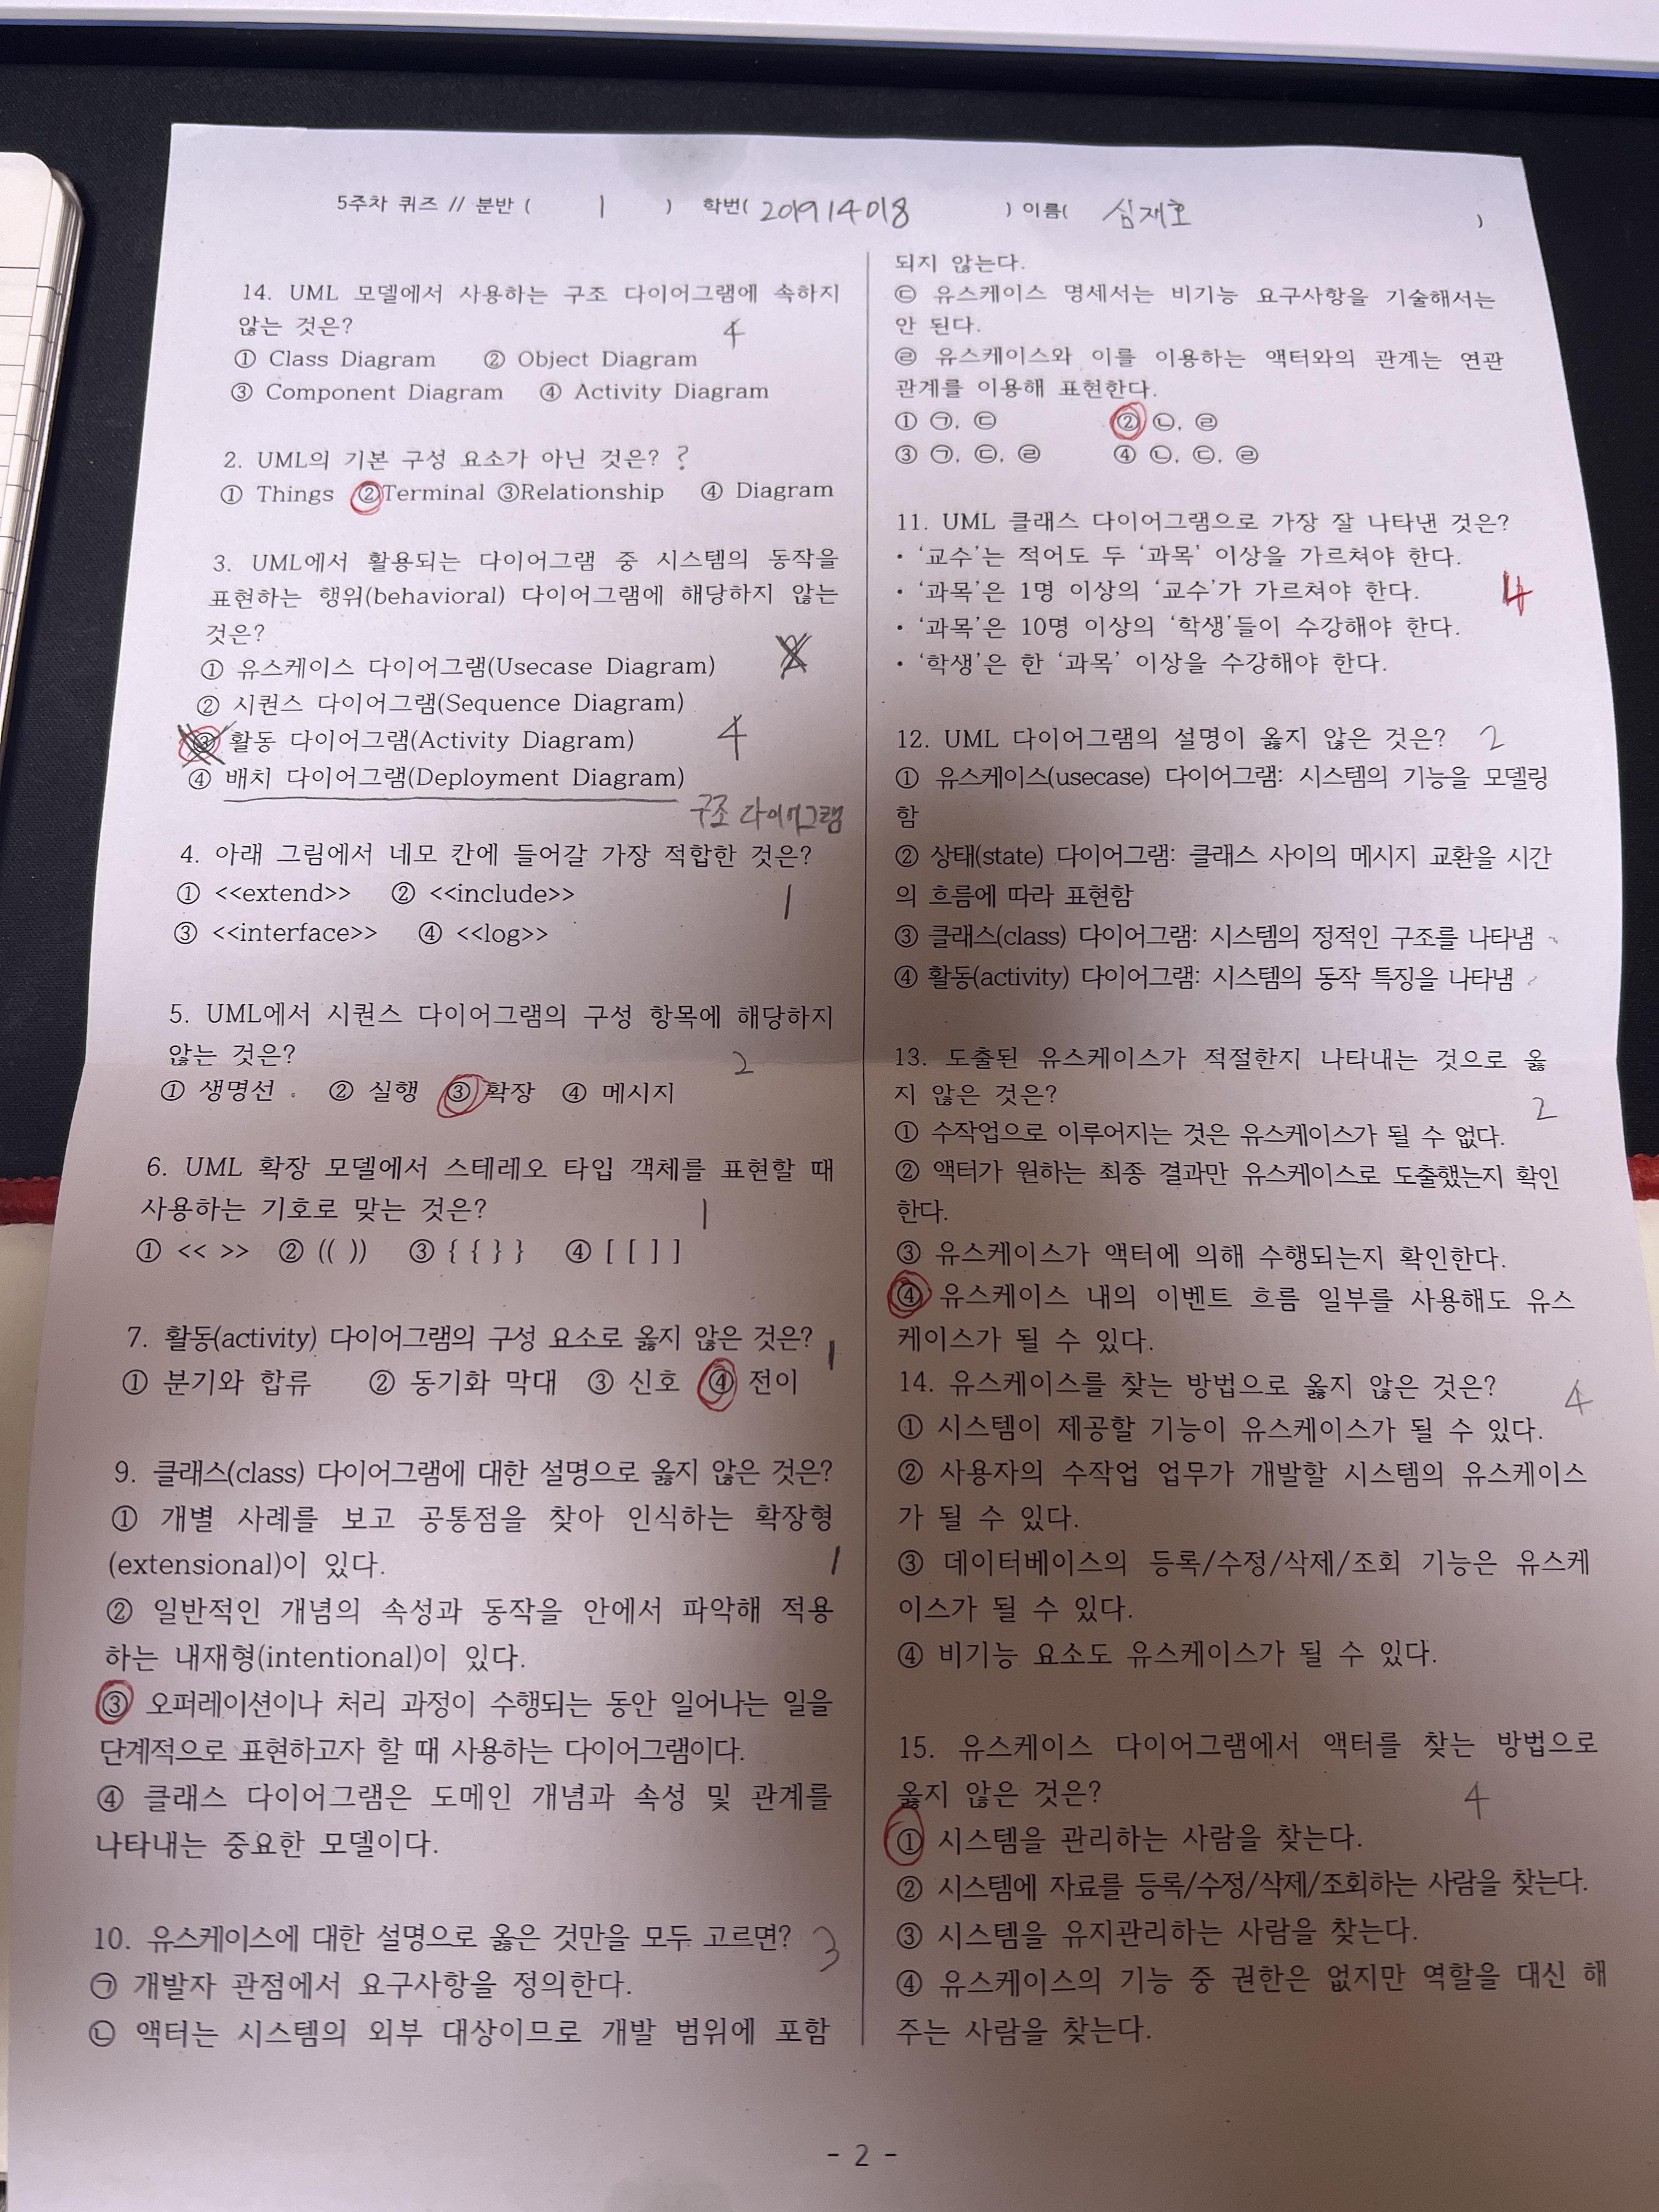 5주차 퀴즈 // 분반 ( 1 ) 학번( 201914018 ) 이름( 심재호 )
14. UML 모델에서 사용하는 구조 다이어그램에 속하지
않는 것은? 4
① Class Diagram ② Object Diagram
③ Component Diagram ④ Activity Diagram
2. UML의 기본 구성 요소가 아닌 것은? ?
① Things ②Terminal ③Relationship ④ Diagram
3. UML에서 활용되는 다이어그램 중 시스템의 동작을
표현하는 행위(behavioral) 다이어그램에 해당하지 않는
것은?
① 유스케이스 다이어그램(Usecase Diagram)
② 시퀀스 다이어그램(Sequence Diagram)
③ 활동 다이어그램(Activity Diagram) 4
④ 배치 다이어그램(Deployment Diagram)
구조 다이어그램
4. 아래 그림에서 네모 칸에 들어갈 가장 적합한 것은?
① <<extend>> ② <<include>> 1
③ <<interface>> ④ <<log>>
5. UML에서 시퀀스 다이어그램의 구성 항목에 해당하지
않는 것은? 2
① 생명선 ② 실행 ③ 확장 ④ 메시지
6. UML 확장 모델에서 스테레오 타입 객체를 표현할 때
사용하는 기호로 맞는 것은? 1
① << >> ② (( )) ③ { { } } ④ [ [ ] ]
7. 활동(activity) 다이어그램의 구성 요소로 옳지 않은 것은? 1
① 분기와 합류 ② 동기화 막대 ③ 신호 ④ 전이
9. 클래스(class) 다이어그램에 대한 설명으로 옳지 않은 것은?
① 개별 사례를 보고 공통점을 찾아 인식하는 확장형
(extensional)이 있다. 1
② 일반적인 개념의 속성과 동작을 안에서 파악해 적용
하는 내재형(intentional)이 있다.
③ 오퍼레이션이나 처리 과정이 수행되는 동안 일어나는 일을
단계적으로 표현하고자 할 때 사용하는 다이어그램이다.
④ 클래스 다이어그램은 도메인 개념과 속성 및 관계를
나타내는 중요한 모델이다.
10. 유스케이스에 대한 설명으로 옳은 것만을 모두 고르면? 3
㉠ 개발자 관점에서 요구사항을 정의한다.
㉡ 액터는 시스템의 외부 대상이므로 개발 범위에 포함
되지 않는다.
㉢ 유스케이스 명세서는 비기능 요구사항을 기술해서는
안 된다.
㉣ 유스케이스와 이를 이용하는 액터와의 관계는 연관
관계를 이용해 표현한다.
① ㉠, ㉢ ② ㉡, ㉣
③ ㉠, ㉢, ㉣ ④ ㉡, ㉢, ㉣
11. UML 클래스 다이어그램으로 가장 잘 나타낸 것은?
• ‘교수’는 적어도 두 ‘과목’ 이상을 가르쳐야 한다.
• ‘과목’은 1명 이상의 ‘교수’가 가르쳐야 한다. 4
• ‘과목’은 10명 이상의 ‘학생’들이 수강해야 한다.
• ‘학생’은 한 ‘과목’ 이상을 수강해야 한다.
12. UML 다이어그램의 설명이 옳지 않은 것은? 2
① 유스케이스(usecase) 다이어그램: 시스템의 기능을 모델링
함
② 상태(state) 다이어그램: 클래스 사이의 메시지 교환을 시간
의 흐름에 따라 표현함
③ 클래스(class) 다이어그램: 시스템의 정적인 구조를 나타냄
④ 활동(activity) 다이어그램: 시스템의 동작 특징을 나타냄
13. 도출된 유스케이스가 적절한지 나타내는 것으로 옳
지 않은 것은? 2
① 수작업으로 이루어지는 것은 유스케이스가 될 수 없다.
② 액터가 원하는 최종 결과만 유스케이스로 도출했는지 확인
한다.
③ 유스케이스가 액터에 의해 수행되는지 확인한다.
④ 유스케이스 내의 이벤트 흐름 일부를 사용해도 유스
케이스가 될 수 있다.
14. 유스케이스를 찾는 방법으로 옳지 않은 것은? 4
① 시스템이 제공할 기능이 유스케이스가 될 수 있다.
② 사용자의 수작업 업무가 개발할 시스템의 유스케이스
가 될 수 있다.
③ 데이터베이스의 등록/수정/삭제/조회 기능은 유스케
이스가 될 수 있다.
④ 비기능 요소도 유스케이스가 될 수 있다.
15. 유스케이스 다이어그램에서 액터를 찾는 방법으로
옳지 않은 것은? 4
① 시스템을 관리하는 사람을 찾는다.
② 시스템에 자료를 등록/수정/삭제/조회하는 사람을 찾는다.
③ 시스템을 유지관리하는 사람을 찾는다.
④ 유스케이스의 기능 중 권한은 없지만 역할을 대신 해
주는 사람을 찾는다.
- 2 -